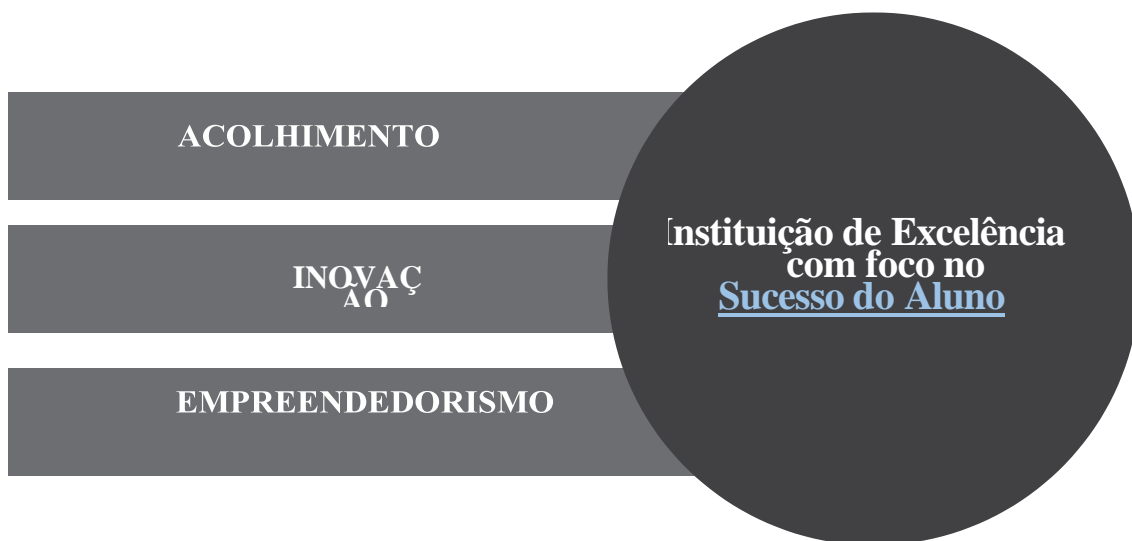 ACOLHIMENTO
INOVAÇ
ÃO
EMPREENDEDORISMO
Instituição de Excelência
com foco no
Sucesso do Aluno